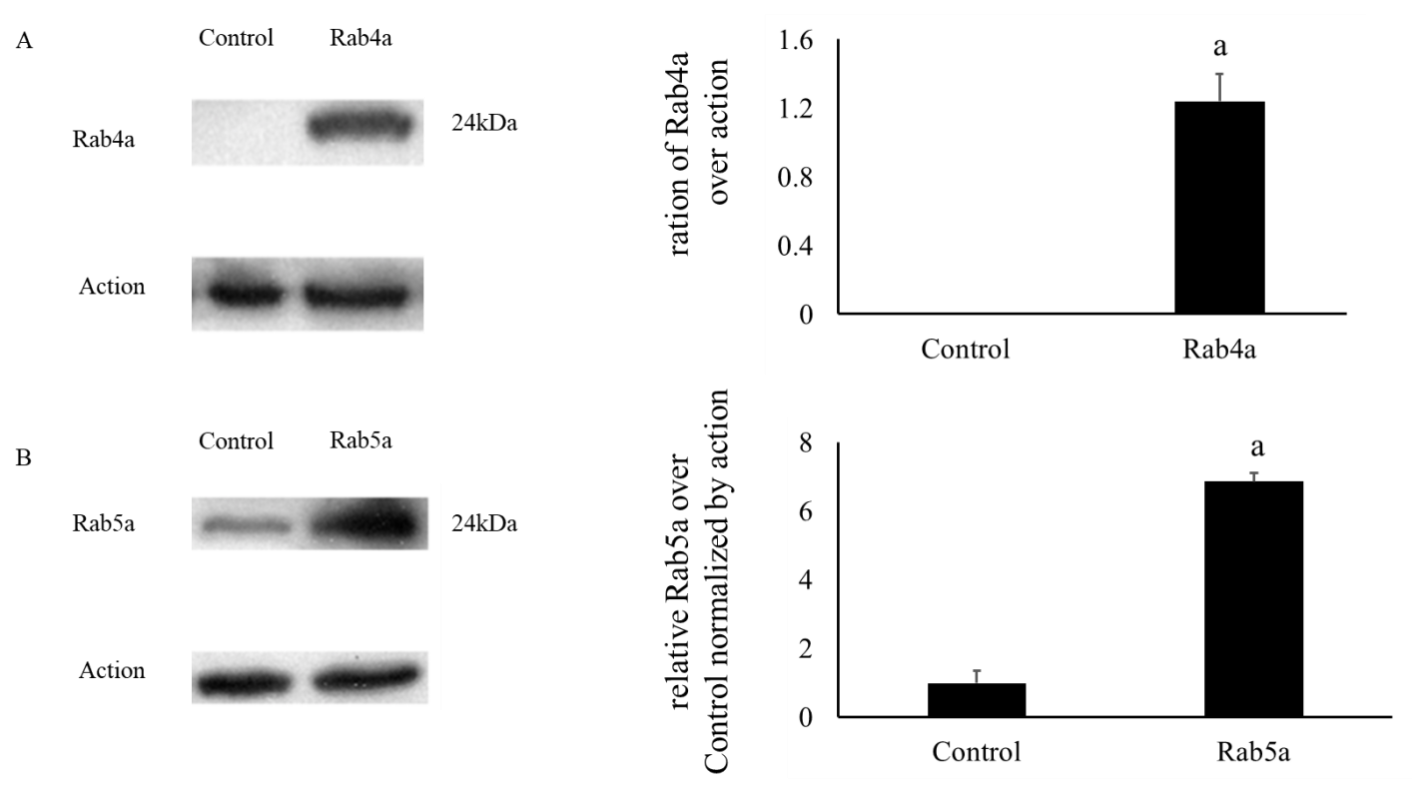 A
Control Rab4a
Rab4a
24kDa
Action
ration of Rab4a
over action
1.6
1.2
0.8
0.4
0
a
Control Rab4a
B
Control Rab5a
Rab5a
24kDa
Action
relative Rab5a over
Control normalized by action
8
6
4
2
0
a
Control Rab5a